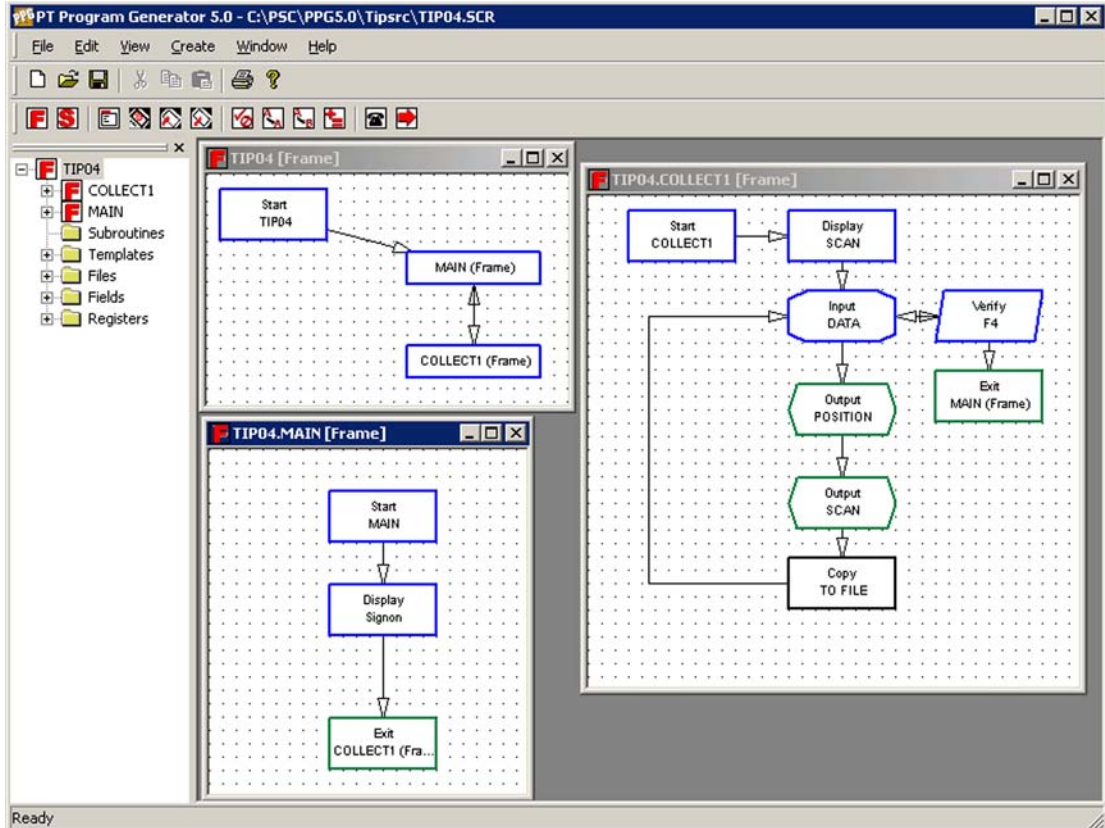 PPG PT Program Generator 5.0 - C:\PSC\PPG5.0\Tipsrc\TIP04.SCR
File Edit View Create Window Help
F S
TIP04
COLLECT1
MAIN
Subroutines
Templates
Files
Fields
Registers
TIP04 [Frame]
Start
TIP04
MAIN (Frame)
COLLECT1 (Frame)
TIP04.MAIN [Frame]
Start
MAIN
Display
Signon
Exit
COLLECT1 (Fra...
TIP04.COLLECT1 [Frame]
Start
COLLECT1
Display
SCAN
Input
DATA
Verify
F4
Exit
MAIN (Frame)
Output
POSITION
Output
SCAN
Copy
TO FILE
Ready